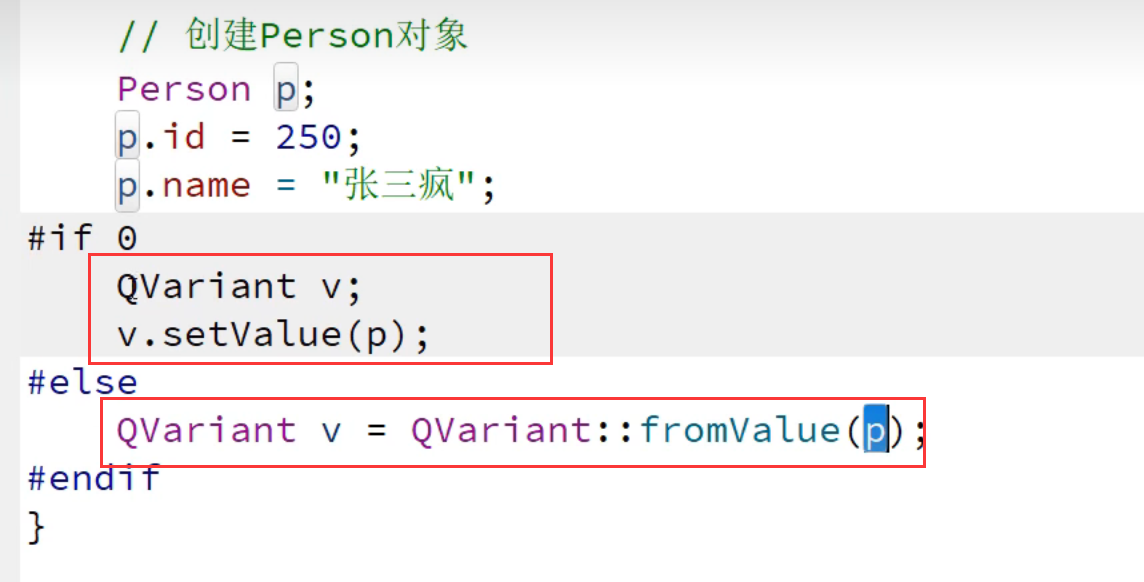 // 创建Person对象
Person p;
p.id = 250;
p.name = "张三疯";
#if 0
QVariant v;
v.setValue(p);
#else
QVariant v = QVariant::fromValue(p);
#endif
}